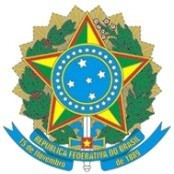 REPÚBLICA FEDERATIVA DO BRASIL
15 de Novembro
de 1889